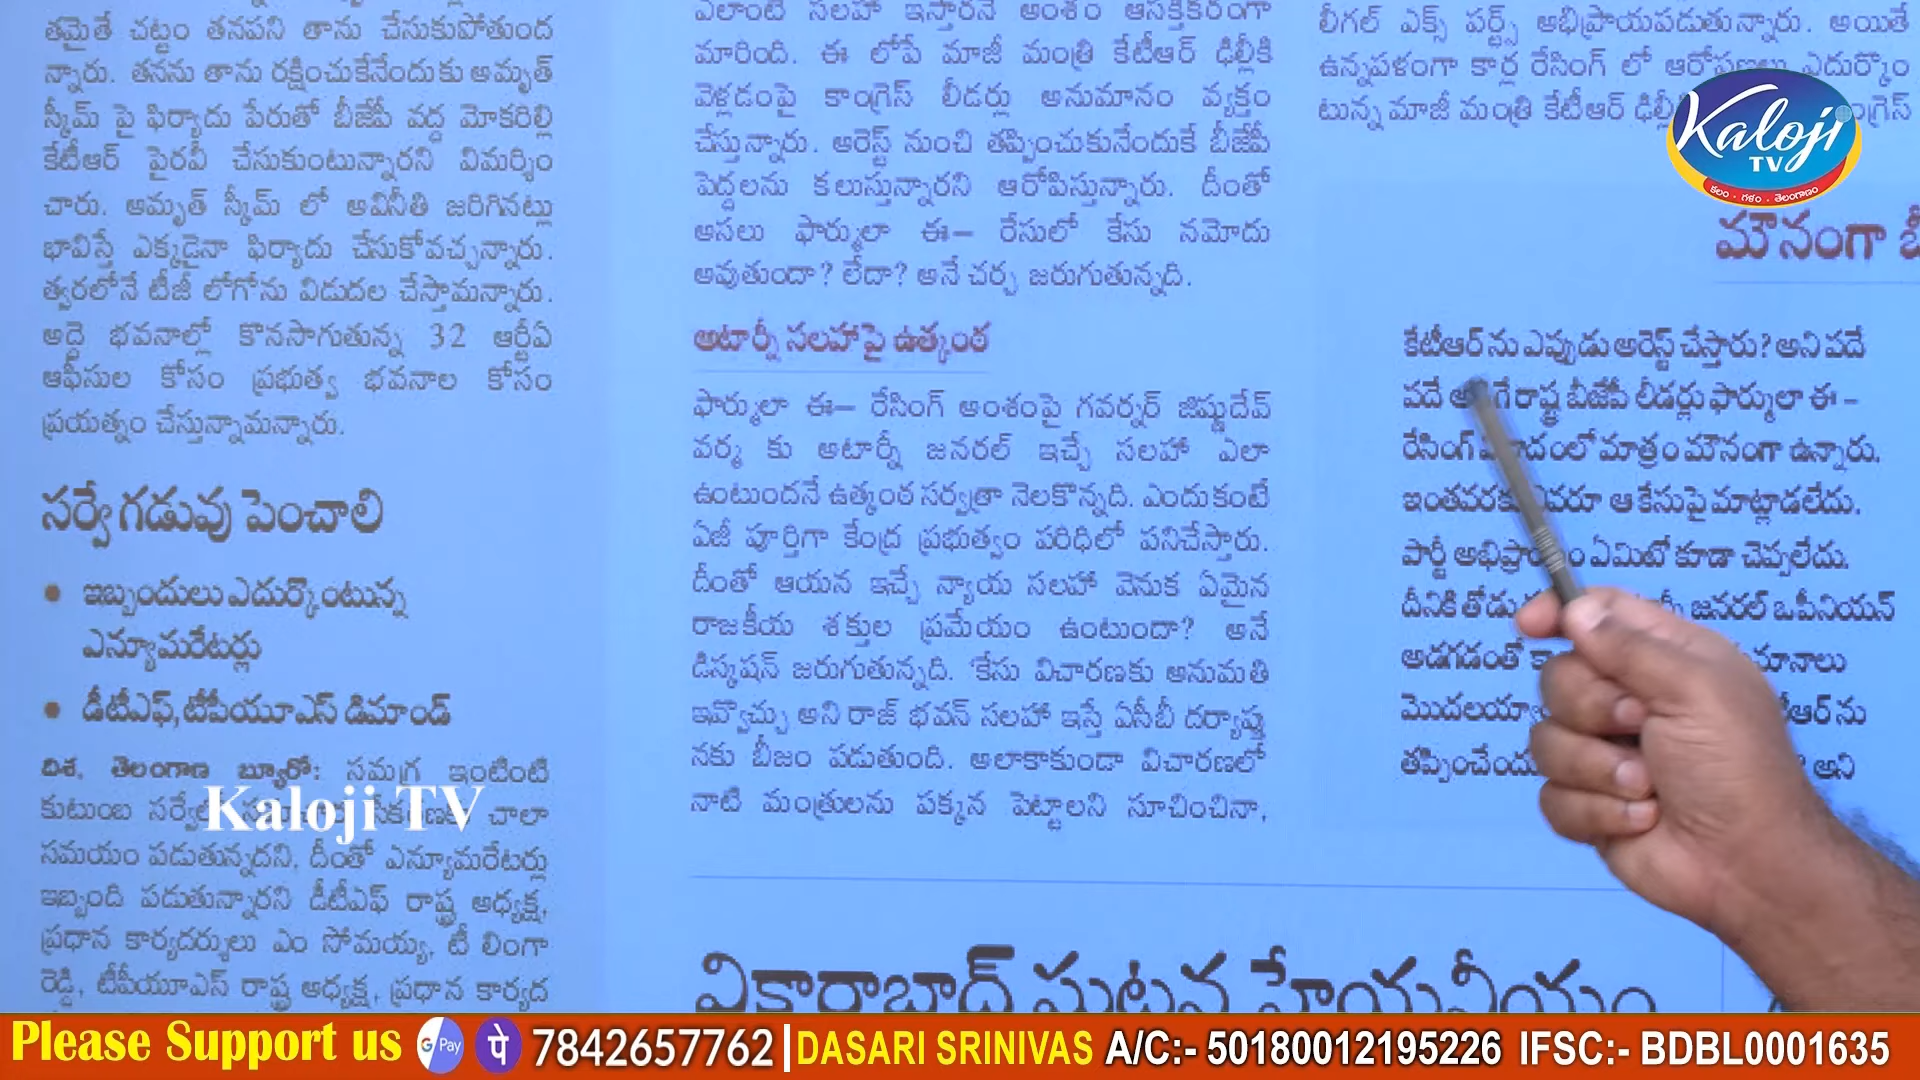 తమైతే చట్టం తనపని తాను చేసుకుపోతుంద
న్నారు. తనను తాను రక్షించుకేనేందుకు అమృత్
స్కీమ్ పై ఫిర్యాదు పేరుతో బీజేపీ వద్ద మోకరిల్లి
కేటీఆర్ పైరవీ చేసుకుంటున్నారని విమర్శిం
చారు. అమృత్ స్కీమ్ లో అవినీతి జరిగినట్లు
భావిస్తే ఎక్కడైనా ఫిర్యాదు చేసుకోవచ్చన్నారు.
త్వరలోనే టీజీ లోగోను విడుదల చేస్తామన్నారు.
అద్దె భవనాల్లో కొనసాగుతున్న 32 ఆర్టీఏ
ఆఫీసుల కోసం ప్రభుత్వ భవనాల కోసం
ప్రయత్నం చేస్తున్నామన్నారు.
సర్వే గడువు పెంచాలి
• ఇబ్బందులు ఎదుర్కొంటున్న
ఎన్యూమరేటర్లు
• డీటీఎఫ్, టీపీయూఎస్ డిమాండ్
దిశ, తెలంగాణ బ్యూరో: సమగ్ర ఇంటింటి
కుటుంబ చాలా
సమయం పడుతున్నదని, దీంతో ఎన్యూమరేటర్లు
ఇబ్బంది పడుతున్నారని డీటీఎఫ్ రాష్ట్ర అధ్యక్ష,
ప్రధాన కార్యదర్శులు ఎం సోమయ్య, టీ లింగా
రెడ్డి, టీపీయూఎస్ రాష్ట్ర అధ్యక్ష, ప్రధాన కార్యద
ఎలాంటి సలహా ఇస్తారనే అంశం ఆసక్తికరంగా
మారింది. ఈ లోపే మాజీ మంత్రి కేటీఆర్ ఢిల్లీకి
వెళ్లడంపై కాంగ్రెస్ లీడర్లు అనుమానం వ్యక్తం
చేస్తున్నారు. అరెస్ట్ నుంచి తప్పించుకునేందుకే బీజేపీ
పెద్దలను కలుస్తున్నారని ఆరోపిస్తున్నారు. దీంతో
అసలు ఫార్ములా ఈ– రేసులో కేసు నమోదు
అవుతుందా? లేదా? అనే చర్చ జరుగుతున్నది.
అటార్నీ సలహాపై ఉత్కంఠ
ఫార్ములా ఈ– రేసింగ్ అంశంపై గవర్నర్ జిష్ణుదేవ్
వర్మ కు అటార్నీ జనరల్ ఇచ్చే సలహా ఎలా
ఉంటుందనే ఉత్కంఠ సర్వత్రా నెలకొన్నది. ఎందుకంటే
ఏజీ పూర్తిగా కేంద్ర ప్రభుత్వం పరిధిలో పనిచేస్తారు.
దీంతో ఆయన ఇచ్చే న్యాయ సలహా వెనుక ఏమైన
రాజకీయ శక్తుల ప్రమేయం ఉంటుందా? అనే
డిస్కషన్ జరుగుతున్నది. 'కేసు విచారణకు అనుమతి
ఇవ్వొచ్చు అని రాజ్ భవన్ సలహా ఇస్తే ఏసీబీ దర్యాప్తు
నకు బీజం పడుతుంది. అలాకాకుండా విచారణలో
నాటి మంత్రులను పక్కన పెట్టాలని సూచించినా,
లీగల్ ఎక్స్ పర్ట్స్ అభిప్రాయపడుతున్నారు. అయితే
ఉన్నపళంగా కార్ల రేసింగ్ లో ఆరోపణలు ఎదుర్కొం
టున్న మాజీ మంత్రి కేటీఆర్
మౌనంగా
కేటీఆర్ ను ఎప్పుడు అరెస్ట్ చేస్తారు? అని పదే
పదే రాష్ట్ర బీజేపీ లీడర్లు ఫార్ములా ఈ –
రేసింగ్ మాత్రం మౌనంగా ఉన్నారు.
ఆ కేసుపై మాట్లాడలేదు.
పార్టీ ఏమిటో కూడా చెప్పలేదు.
దీనికి తోడు జనరల్ ఒపీనియన్
అడగడంతో
అని
వికారాబాద్ ఘటన హేయనీయం
Kaloji
TV
కలం - గళం - తెలంగాణం
Kaloji TV
Please Support us G Pay 7842657762 | DASARI SRINIVAS A/C:- 50180012195226 IFSC:- BDBL0001635